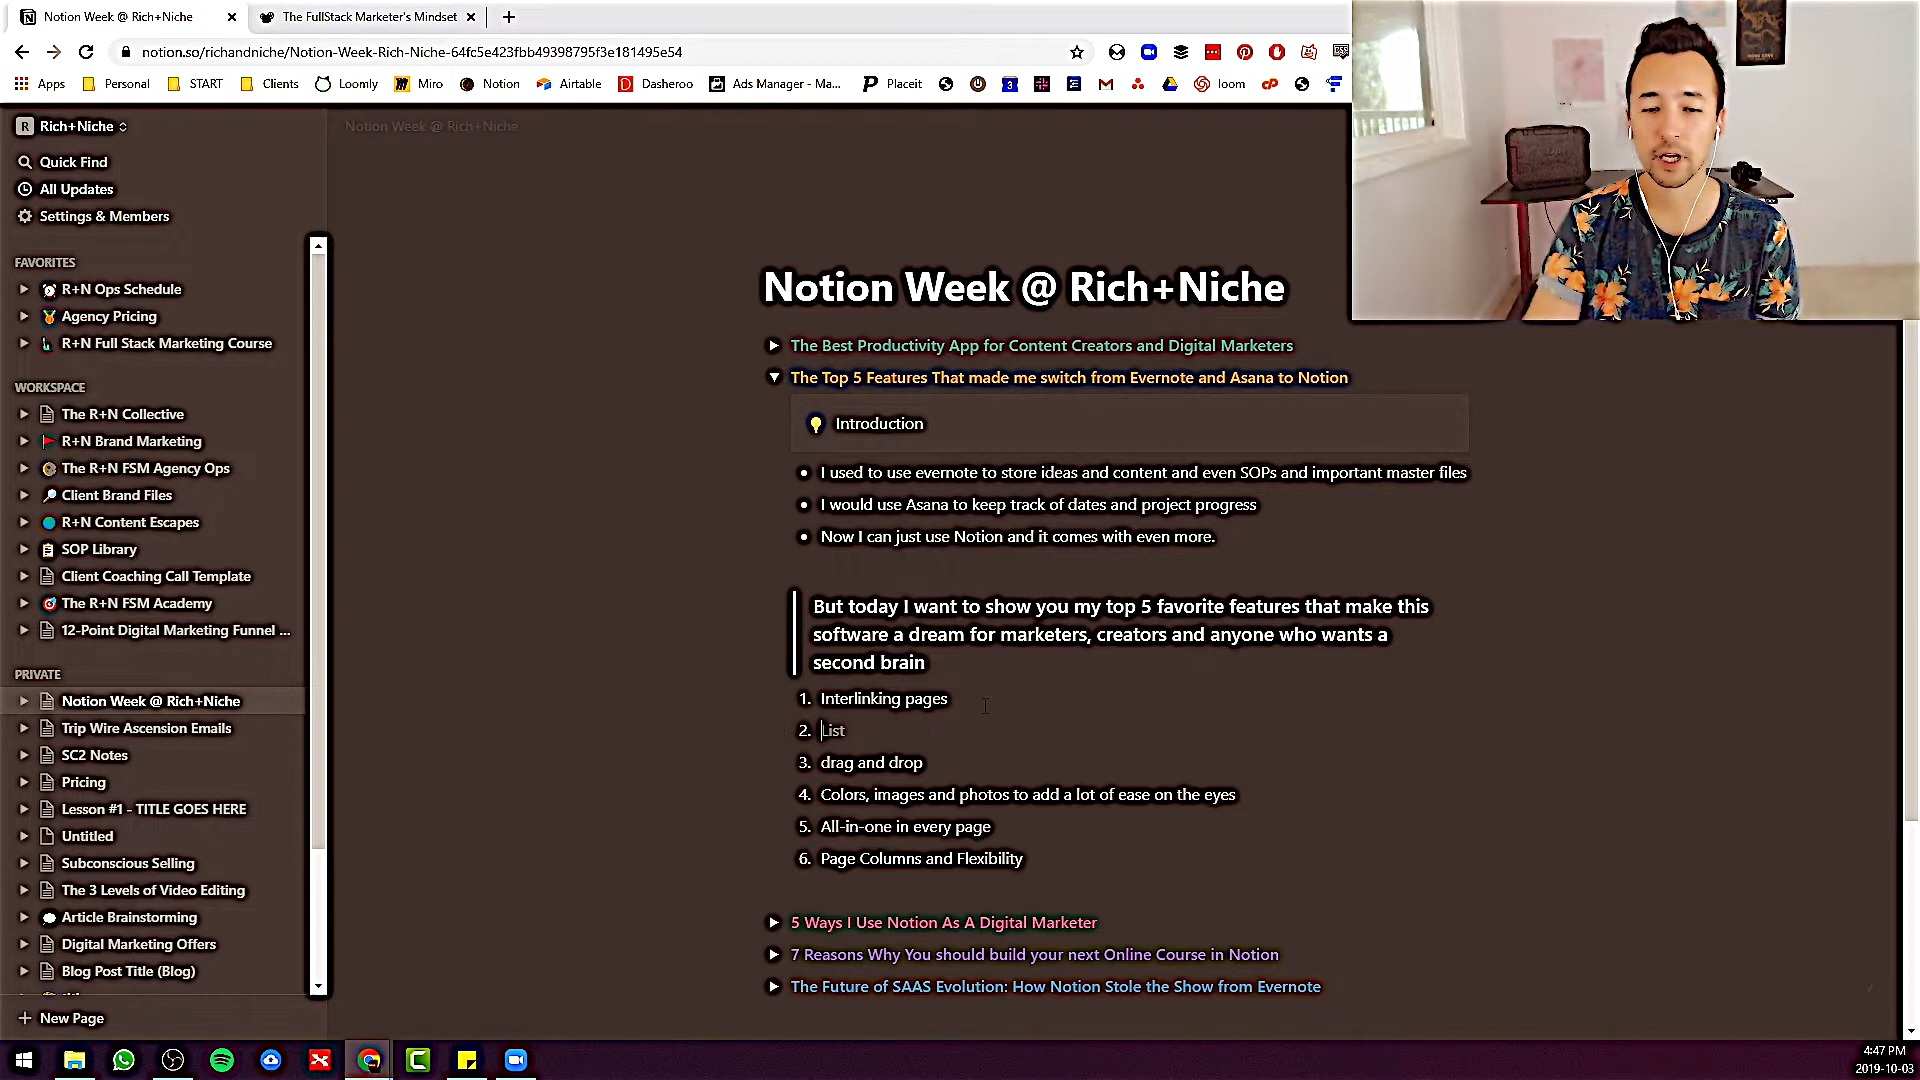 Notion Week @ Rich+Niche
The FullStack Marketer's Mindset
notion.so/richandniche/Notion-Week-Rich-Niche-64fc5e423fbb49398795f3e181495e54
Apps Personal START Clients Loomly Miro Notion Airtable Dasheroo Ads Manager - Ma... Placeit loom
R Rich+Niche
Notion Week @ Rich+Niche
Quick Find
All Updates
Settings & Members
FAVORITES
R+N Ops Schedule
Agency Pricing
R+N Full Stack Marketing Course
WORKSPACE
The R+N Collective
R+N Brand Marketing
The R+N FSM Agency Ops
Client Brand Files
R+N Content Escapes
SOP Library
Client Coaching Call Template
The R+N FSM Academy
12-Point Digital Marketing Funnel ...
PRIVATE
Notion Week @ Rich+Niche
Trip Wire Ascension Emails
SC2 Notes
Pricing
Lesson #1 - TITLE GOES HERE
Untitled
Subconscious Selling
The 3 Levels of Video Editing
Article Brainstorming
Digital Marketing Offers
Blog Post Title (Blog)
New Page
Notion Week @ Rich+Niche
The Best Productivity App for Content Creators and Digital Marketers
The Top 5 Features That made me switch from Evernote and Asana to Notion
Introduction
• I used to use evernote to store ideas and content and even SOPs and important master files
• I would use Asana to keep track of dates and project progress
• Now I can just use Notion and it comes with even more.
But today I want to show you my top 5 favorite features that make this
software a dream for marketers, creators and anyone who wants a
second brain
1. Interlinking pages
2. List
3. drag and drop
4. Colors, images and photos to add a lot of ease on the eyes
5. All-in-one in every page
6. Page Columns and Flexibility
5 Ways I Use Notion As A Digital Marketer
7 Reasons Why You should build your next Online Course in Notion
The Future of SAAS Evolution: How Notion Stole the Show from Evernote
4:47 PM
2019-10-03